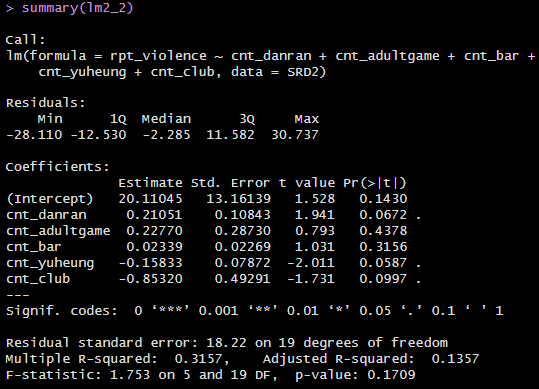 > summary(lm2_2)
Call:
lm(formula = rpt_violence ~ cnt_danran + cnt_adultgame + cnt_bar +
    cnt_yuheung + cnt_club, data = SRD2)
Residuals:
    Min      1Q  Median      3Q     Max
-28.110 -12.530  -2.285  11.582  30.737
Coefficients:
              Estimate Std. Error t value Pr(>|t|)
(Intercept)   20.11045   13.16139   1.528   0.1430
cnt_danran     0.21051    0.10843   1.941   0.0672 .
cnt_adultgame  0.22770    0.28730   0.793   0.4378
cnt_bar        0.02339    0.02269   1.031   0.3156
cnt_yuheung   -0.15833    0.07872  -2.011   0.0587 .
cnt_club      -0.85320    0.49291  -1.731   0.0997 .
---
Signif. codes:  0 ‘***’ 0.001 ‘**’ 0.01 ‘*’ 0.05 ‘.’ 0.1 ‘ ’ 1
Residual standard error: 18.22 on 19 degrees of freedom
Multiple R-squared:  0.3157,    Adjusted R-squared:  0.1357
F-statistic: 1.753 on 5 and 19 DF,  p-value: 0.1709